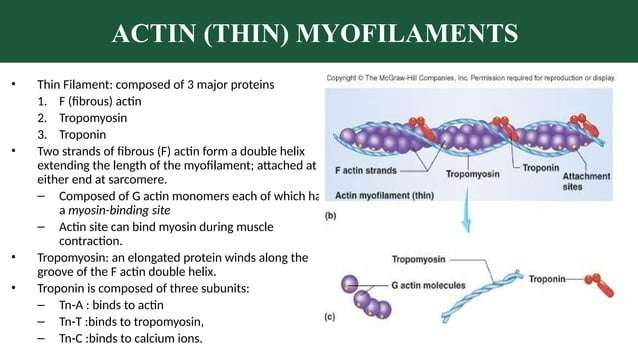 ACTIN (THIN) MYOFILAMENTS
• Thin Filament: composed of 3 major proteins
1. F (fibrous) actin
2. Tropomyosin
3. Troponin
• Two strands of fibrous (F) actin form a double helix
extending the length of the myofilament; attached at
either end at sarcomere.
– Composed of G actin monomers each of which ha
a myosin-binding site
– Actin site can bind myosin during muscle
contraction.
• Tropomyosin: an elongated protein winds along the
groove of the F actin double helix.
• Troponin is composed of three subunits:
– Tn-A : binds to actin
– Tn-T :binds to tropomyosin,
– Tn-C :binds to calcium ions.
Copyright © The McGraw-Hill Companies, Inc. Permission required for reproduction or display.
F actin strands
Tropomyosin
Troponin
Attachment
sites
Actin myofilament (thin)
(b)
Tropomyosin
G actin molecules
Troponin
(c)